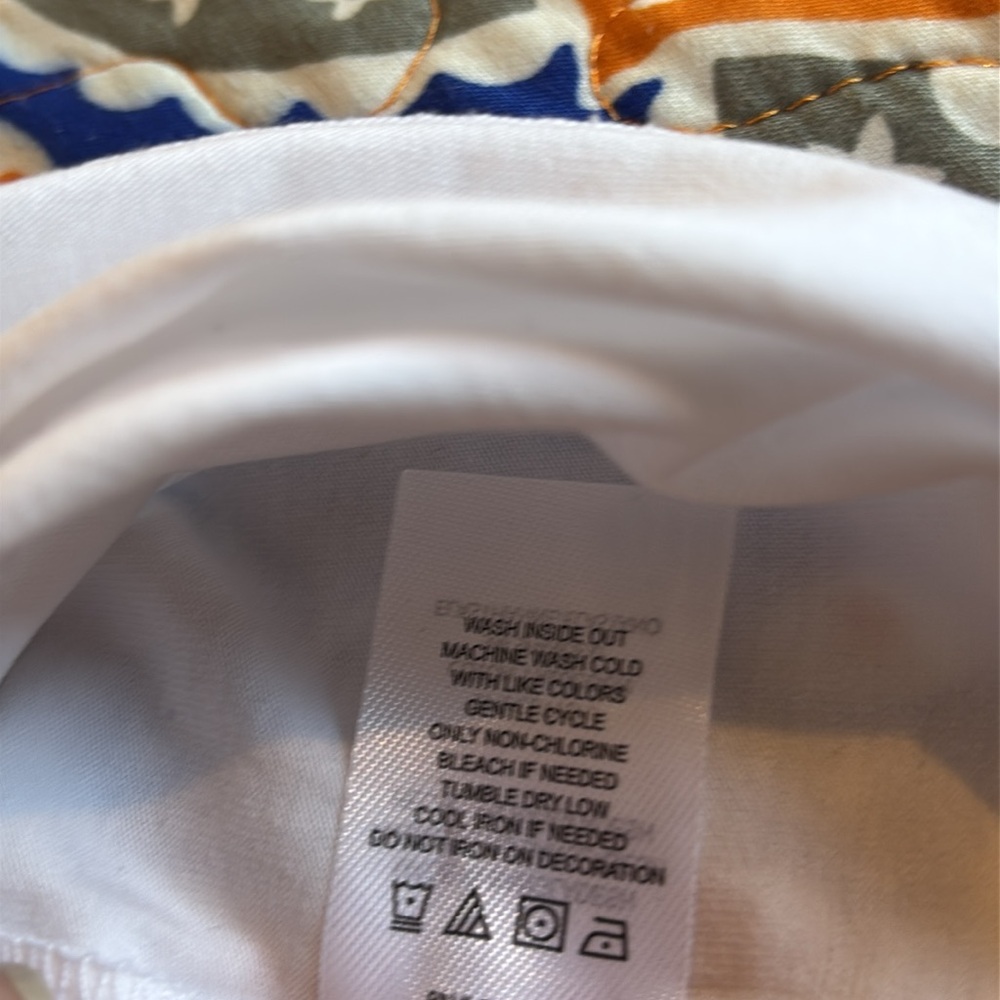 WASH INSIDE OUT
MACHINE WASH COLD
WITH LIKE COLORS
GENTLE CYCLE
ONLY NON-CHLORINE
BLEACH IF NEEDED
TUMBLE DRY LOW
COOL IRON IF NEEDED
DO NOT IRON ON DECORATION